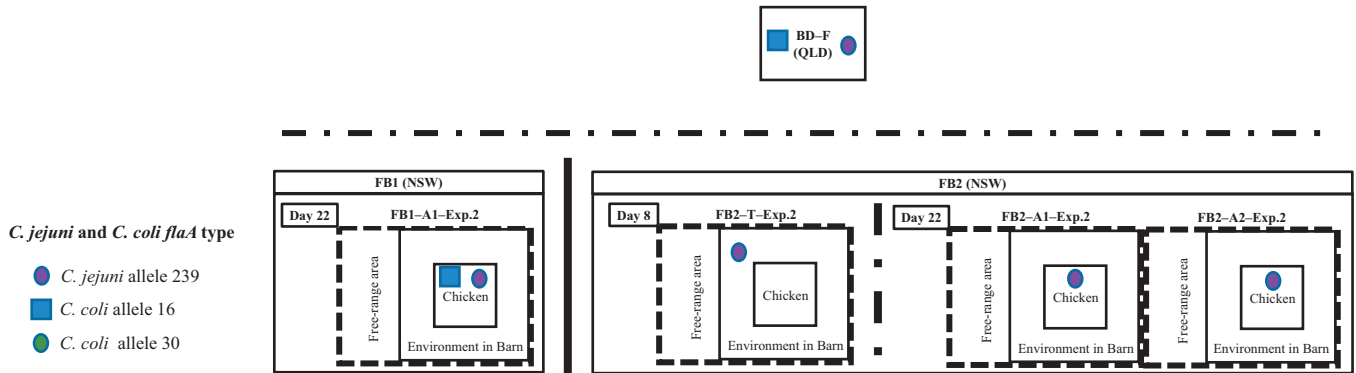 BD–F
(QLD)
FB1 (NSW)
Day 22
FB1–A1–Exp.2
Free-range area
Chicken
Environment in Barn
FB2 (NSW)
Day 8
FB2–T–Exp.2
Free-range area
Chicken
Environment in Barn
Day 22
FB2–A1–Exp.2
Free-range area
Chicken
Environment in Barn
FB2–A2–Exp.2
Free-range area
Chicken
Environment in Barn
C. jejuni and C. coli flaA type
C. jejuni allele 239
C. coli allele 16
C. coli allele 30